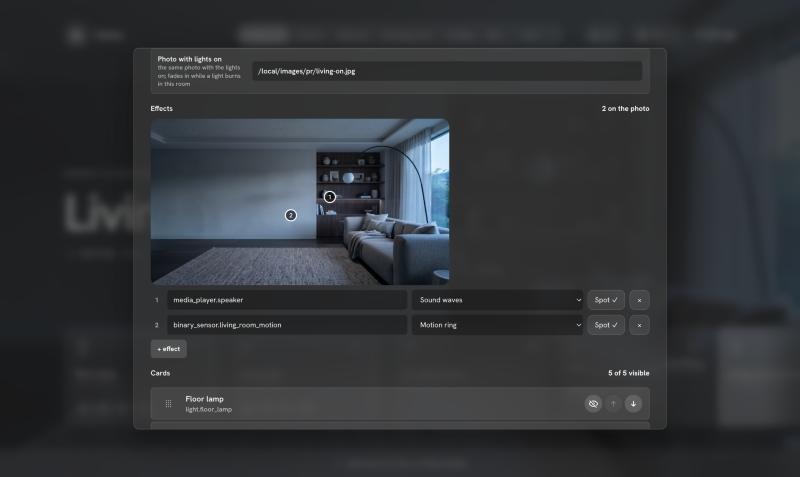 Photo with lights on
the same photo with the lights
on; fades in while a light burns
in this room
/local/images/pr/living-on.jpg
Effects
2 on the photo
1
2
1 media_player.speaker Sound waves Spot ✓ ×
2 binary_sensor.living_room_motion Motion ring Spot ✓ ×
+ effect
Cards
5 of 5 visible
Floor lamp
light.floor_lamp